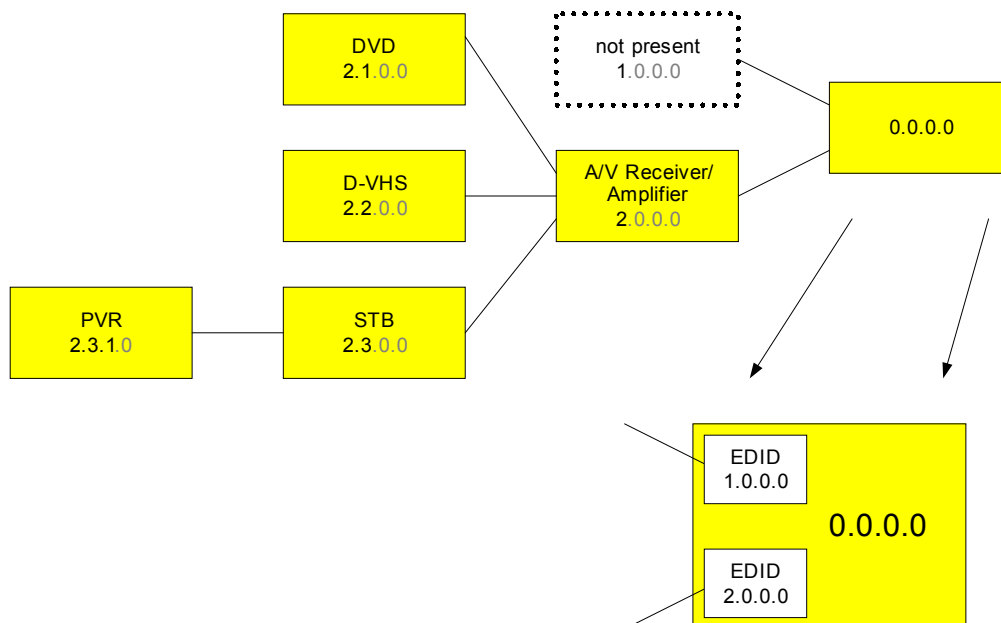 DVD
2.1.0.0
not present
1.0.0.0
0.0.0.0
D-VHS
2.2.0.0
A/V Receiver/
Amplifier
2.0.0.0
PVR
2.3.1.0
STB
2.3.0.0
EDID
1.0.0.0
0.0.0.0
EDID
2.0.0.0